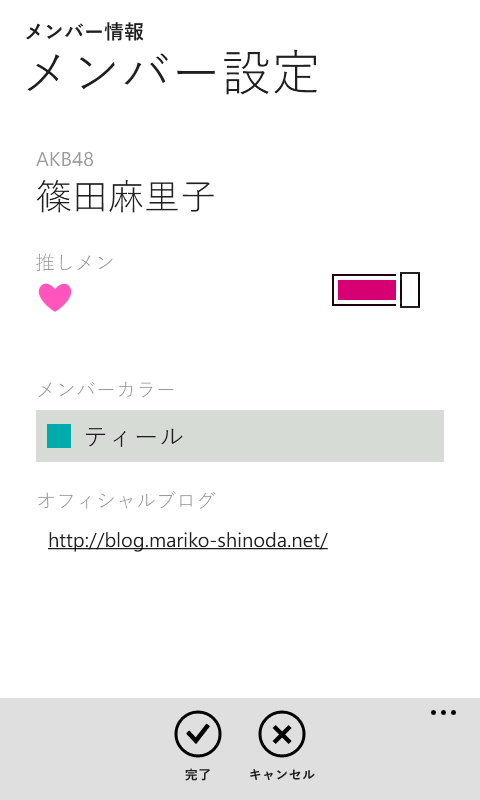 メンバー情報
メンバー設定
AKB48
篠田麻里子
推しメン
メンバーカラー
ティール
オフィシャルブログ
http://blog.mariko-shinoda.net/
完了
キャンセル